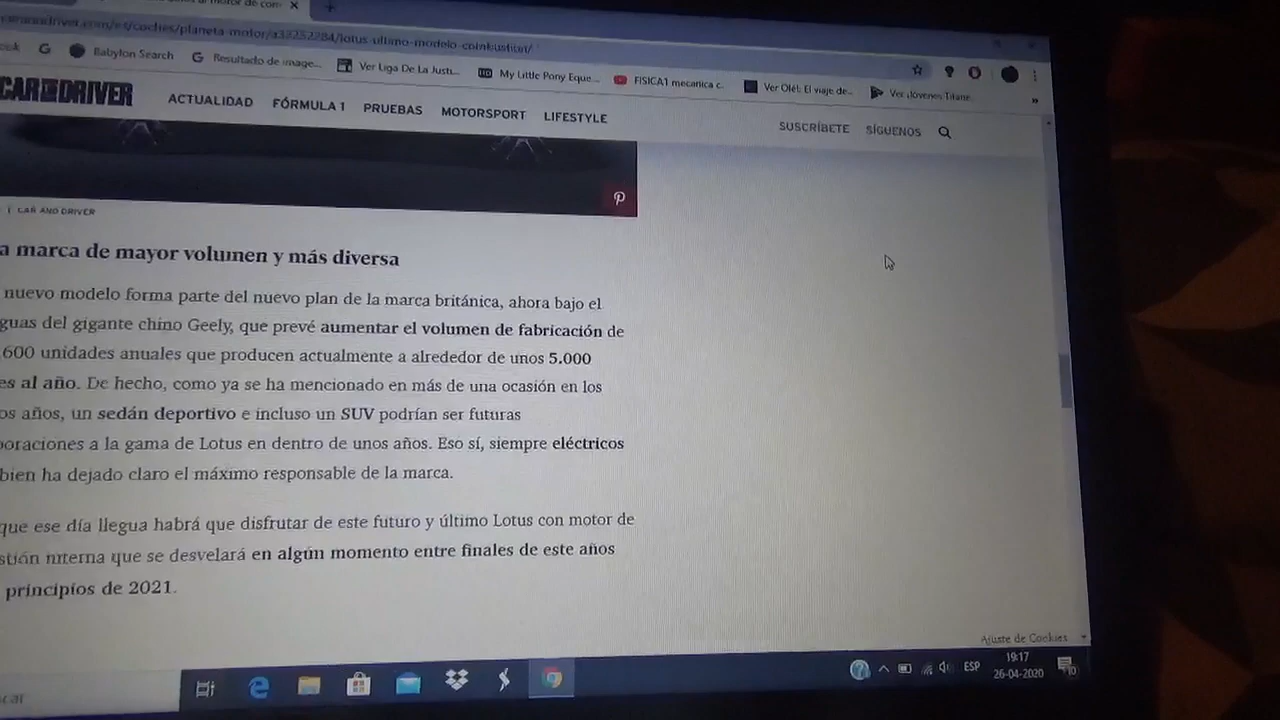 de com
caranddriver.com/es/coches/planeta-motor/a32252284/lotus-ultimo-modelo-combustion/
ook Babylon Search Resultado de image... Ver Liga De La Justi... My Little Pony Eque... FISICA1 mecanica c. Ver Olé!: El viaje de... Ver Jóvenes Titane
CAR AND DRIVER ACTUALIDAD FÓRMULA 1 PRUEBAS MOTORSPORT LIFESTYLE SUSCRÍBETE SÍGUENOS
| CAR AND DRIVER
a marca de mayor volumen y más diversa
nuevo modelo forma parte del nuevo plan de la marca británica, ahora bajo el
guas del gigante chino Geely, que prevé aumentar el volumen de fabricación de
600 unidades anuales que producen actualmente a alrededor de unos 5.000
es al año. De hecho, como ya se ha mencionado en más de una ocasión en los
os años, un sedán deportivo e incluso un SUV podrían ser futuras
poraciones a la gama de Lotus en dentro de unos años. Eso sí, siempre eléctricos
bien ha dejado claro el máximo responsable de la marca.
que ese día llegua habrá que disfrutar de este futuro y último Lotus con motor de
stión interna que se desvelará en algún momento entre finales de este años
principios de 2021.
Ajuste de Cookies
scar
ESP
19:17
26-04-2020
10